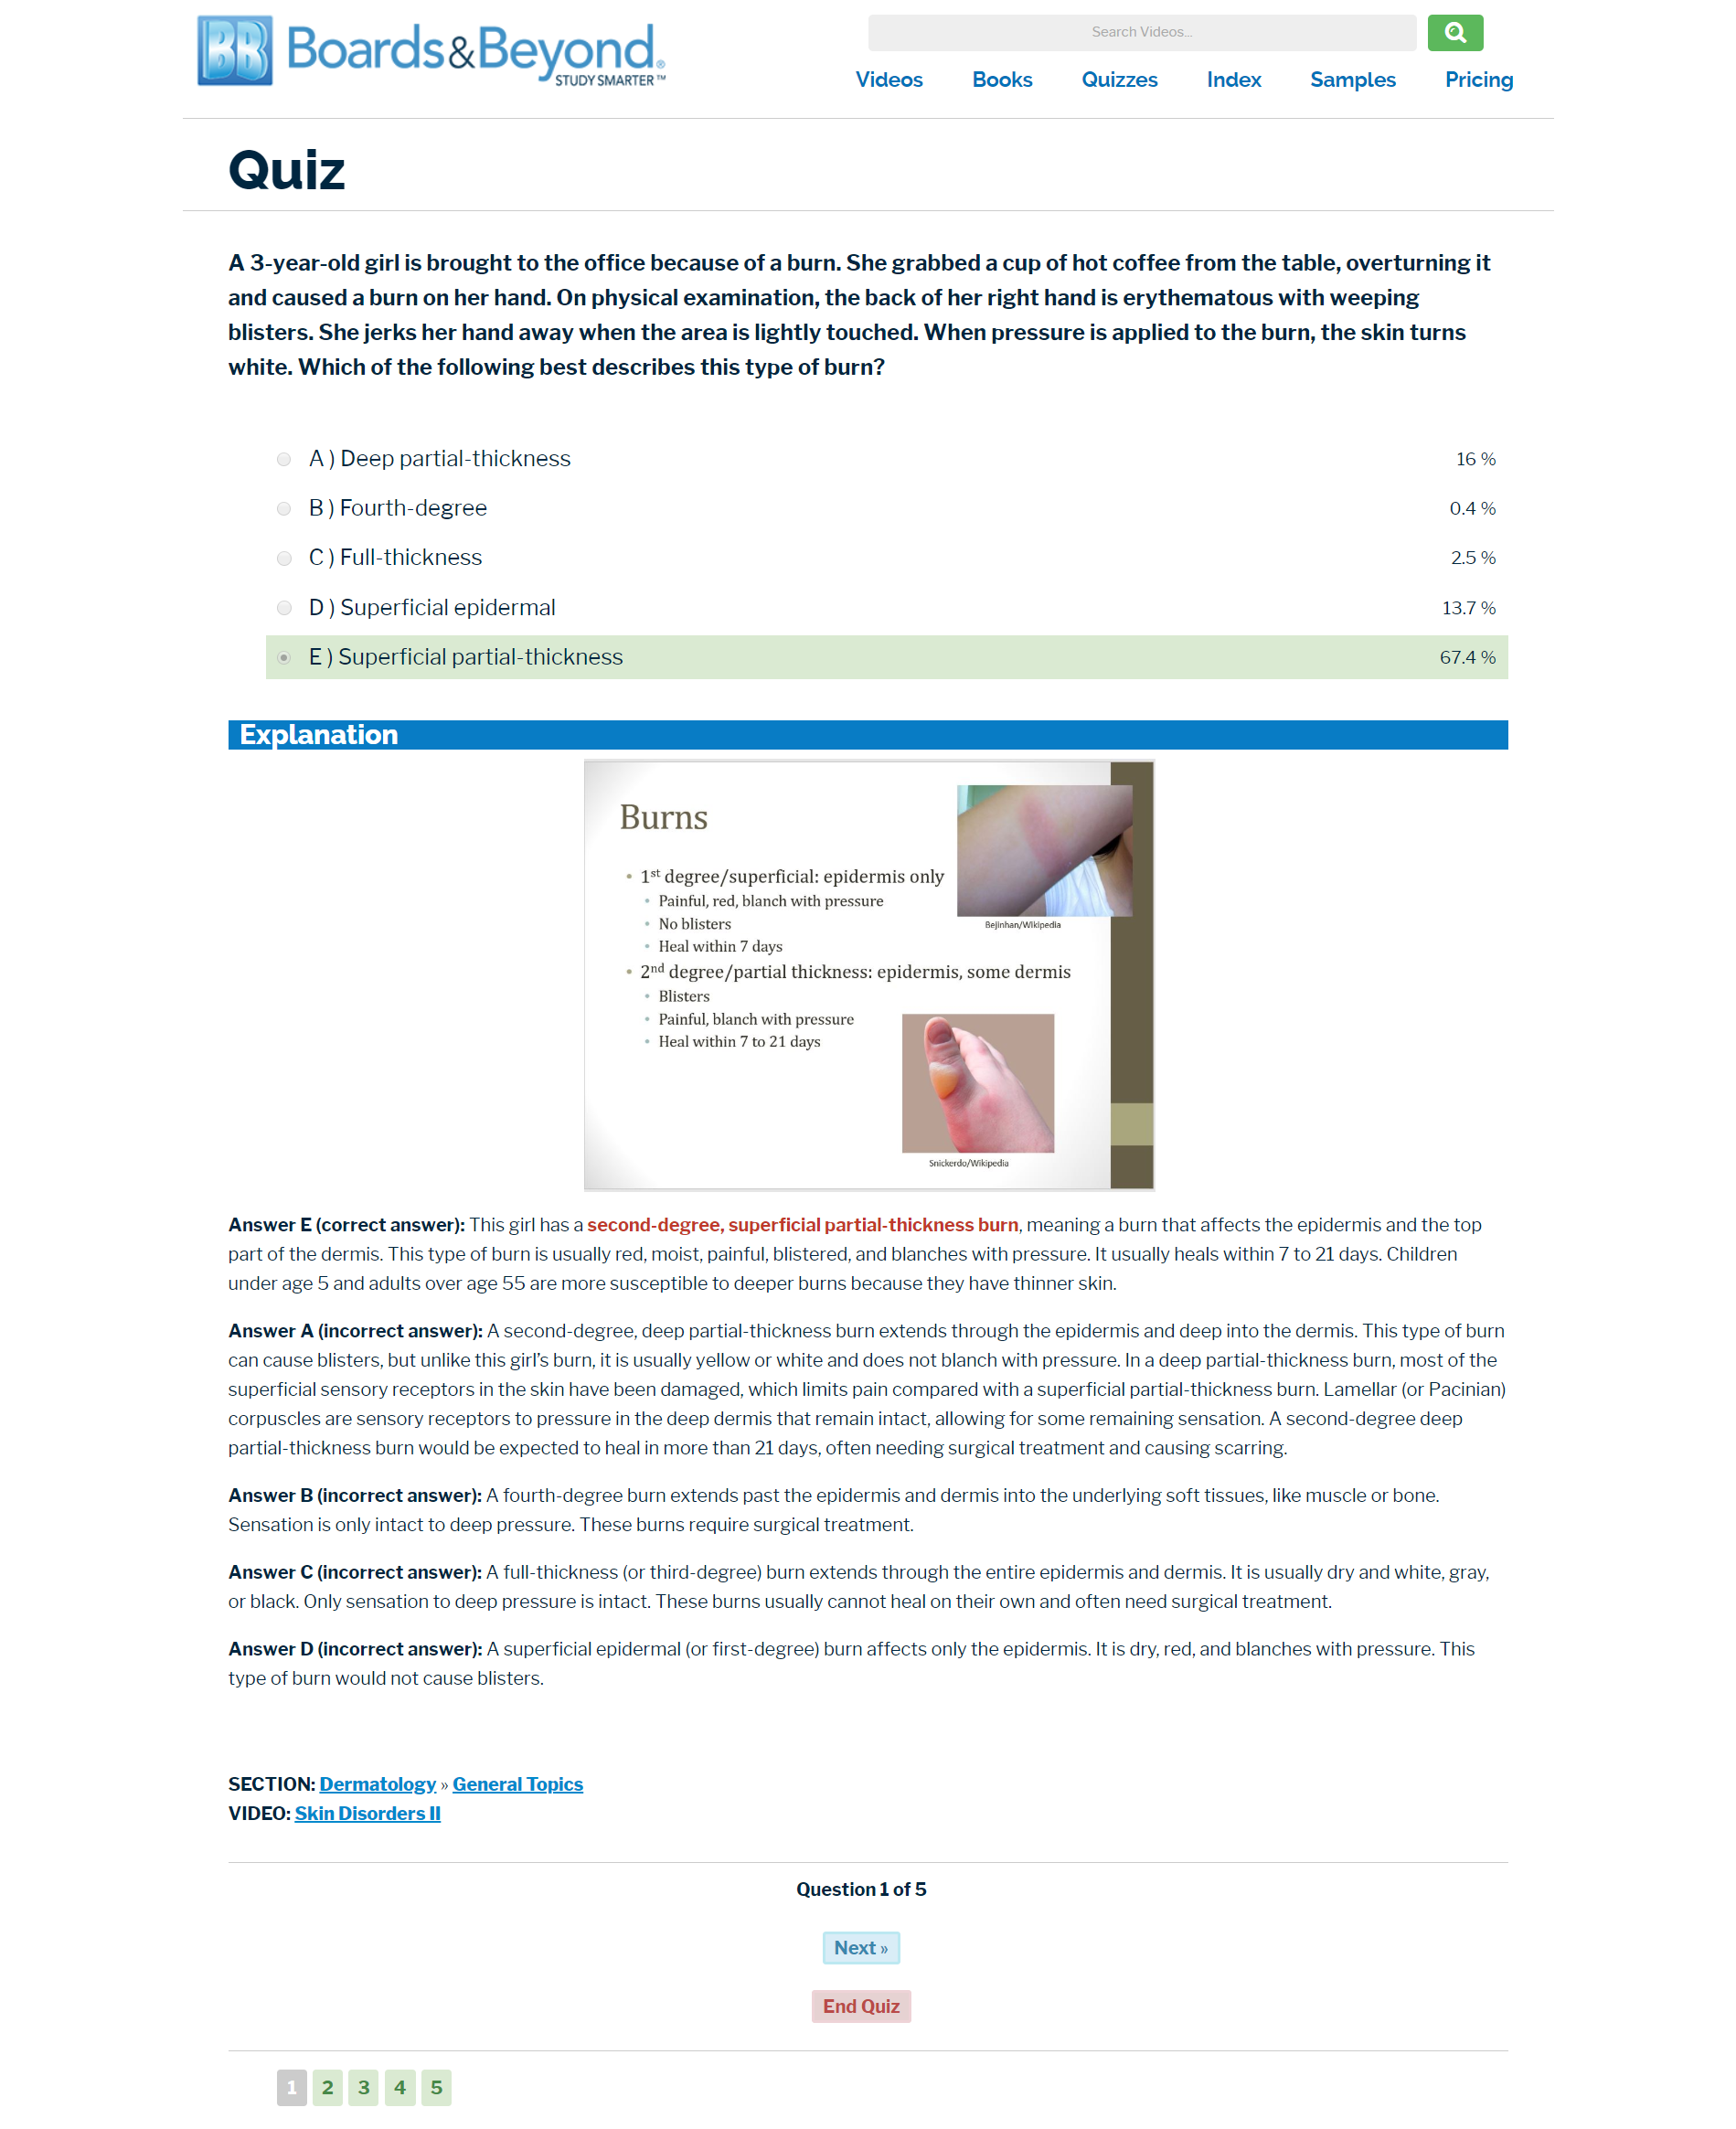 BB Boards&Beyond®
STUDY SMARTER™
Search Videos...
Videos Books Quizzes Index Samples Pricing
Quiz
A 3-year-old girl is brought to the office because of a burn. She grabbed a cup of hot coffee from the table, overturning it
and caused a burn on her hand. On physical examination, the back of her right hand is erythematous with weeping
blisters. She jerks her hand away when the area is lightly touched. When pressure is applied to the burn, the skin turns
white. Which of the following best describes this type of burn?
A ) Deep partial-thickness 16 %
B ) Fourth-degree 0.4 %
C ) Full-thickness 2.5 %
D ) Superficial epidermal 13.7 %
E ) Superficial partial-thickness 67.4 %
Explanation
Burns
• 1st degree/superficial: epidermis only
• Painful, red, blanch with pressure
• No blisters
• Heal within 7 days
Bejinhan/Wikipedia
• 2nd degree/partial thickness: epidermis, some dermis
• Blisters
• Painful, blanch with pressure
• Heal within 7 to 21 days
Snickerdo/Wikipedia
Answer E (correct answer): This girl has a second-degree, superficial partial-thickness burn, meaning a burn that affects the epidermis and the top
part of the dermis. This type of burn is usually red, moist, painful, blistered, and blanches with pressure. It usually heals within 7 to 21 days. Children
under age 5 and adults over age 55 are more susceptible to deeper burns because they have thinner skin.
Answer A (incorrect answer): A second-degree, deep partial-thickness burn extends through the epidermis and deep into the dermis. This type of burn
can cause blisters, but unlike this girl's burn, it is usually yellow or white and does not blanch with pressure. In a deep partial-thickness burn, most of the
superficial sensory receptors in the skin have been damaged, which limits pain compared with a superficial partial-thickness burn. Lamellar (or Pacinian)
corpuscles are sensory receptors to pressure in the deep dermis that remain intact, allowing for some remaining sensation. A second-degree deep
partial-thickness burn would be expected to heal in more than 21 days, often needing surgical treatment and causing scarring.
Answer B (incorrect answer): A fourth-degree burn extends past the epidermis and dermis into the underlying soft tissues, like muscle or bone.
Sensation is only intact to deep pressure. These burns require surgical treatment.
Answer C (incorrect answer): A full-thickness (or third-degree) burn extends through the entire epidermis and dermis. It is usually dry and white, gray,
or black. Only sensation to deep pressure is intact. These burns usually cannot heal on their own and often need surgical treatment.
Answer D (incorrect answer): A superficial epidermal (or first-degree) burn affects only the epidermis. It is dry, red, and blanches with pressure. This
type of burn would not cause blisters.
SECTION: Dermatology » General Topics
VIDEO: Skin Disorders II
Question 1 of 5
Next »
End Quiz
1 2 3 4 5